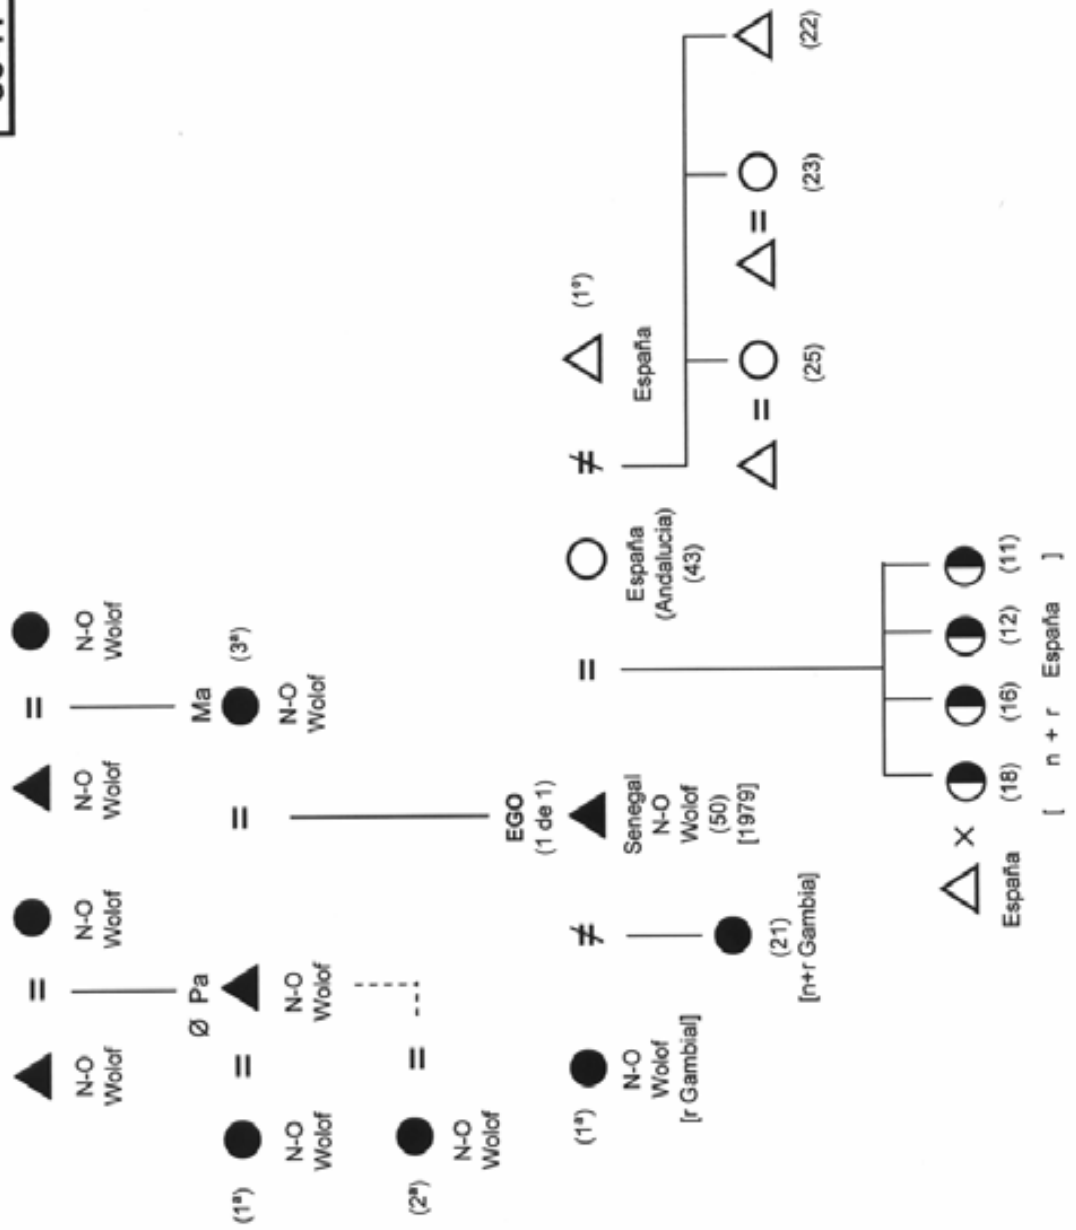 N-O
Wolof
N-O
Wolof
N-O
Wolof
N-O
Wolof
Ø Pa
Ma
(1ª)
N-O
Wolof
N-O
Wolof
(3ª)
N-O
Wolof
(2ª)
N-O
Wolof
EGO
(1 de 1)
(1ª)
N-O
Wolof
[r Gambial]
Senegal
N-O
Wolof
(50)
[1979]
España
(Andalucia)
(43)
(1º)
España
(21)
[n+r Gambia]
(25)
(23)
(22)
España
(18)
(16)
(12)
(11)
[ n + r España ]